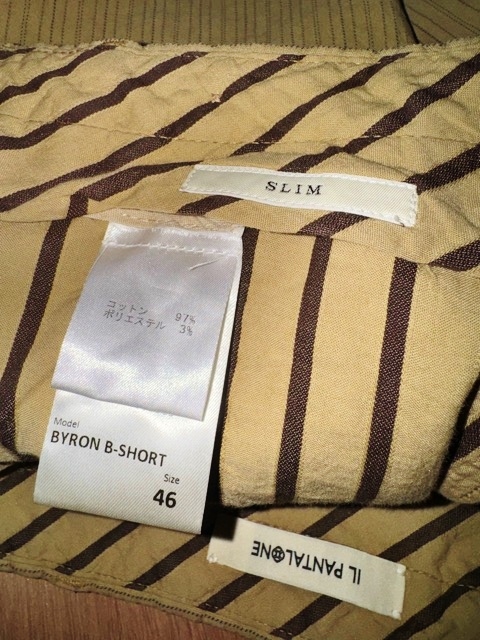 SLIM
コットン 97%
ポリエステル 3%
Model
BYRON B-SHORT
Size
46
IL PANTALONE